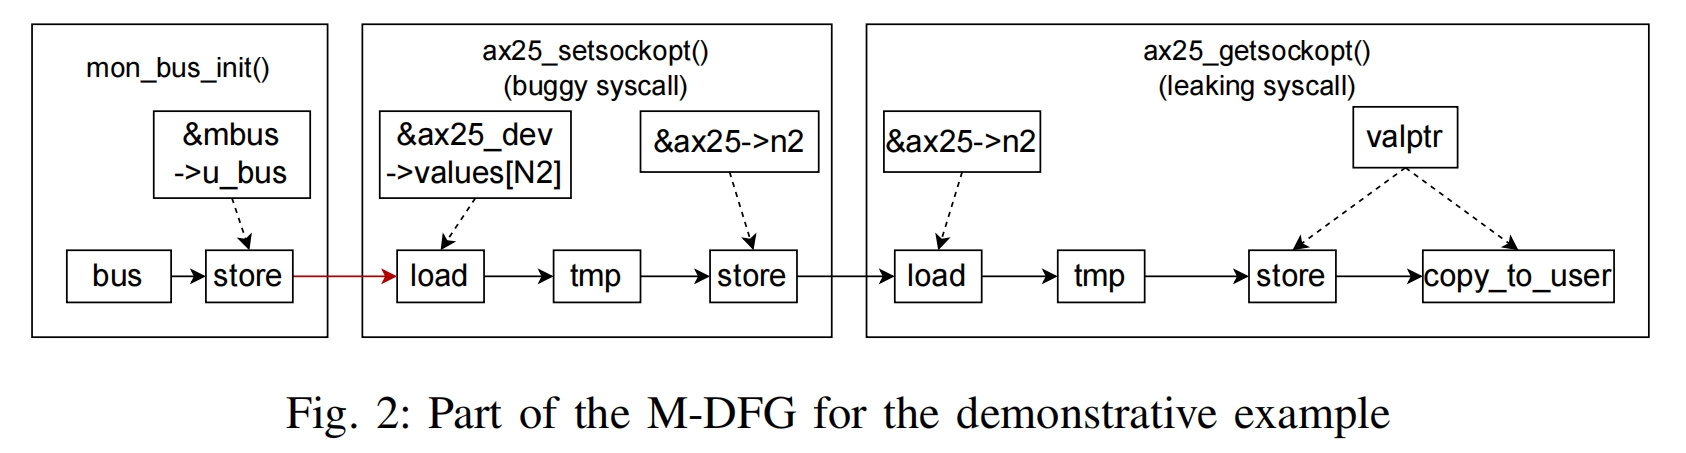 mon_bus_init()
&mbus
->u_bus
bus
store
ax25_setsockopt()
(buggy syscall)
&ax25_dev
->values[N2]
&ax25->n2
load
tmp
store
ax25_getsockopt()
(leaking syscall)
&ax25->n2
valptr
load
tmp
store
copy_to_user
Fig. 2: Part of the M-DFG for the demonstrative example